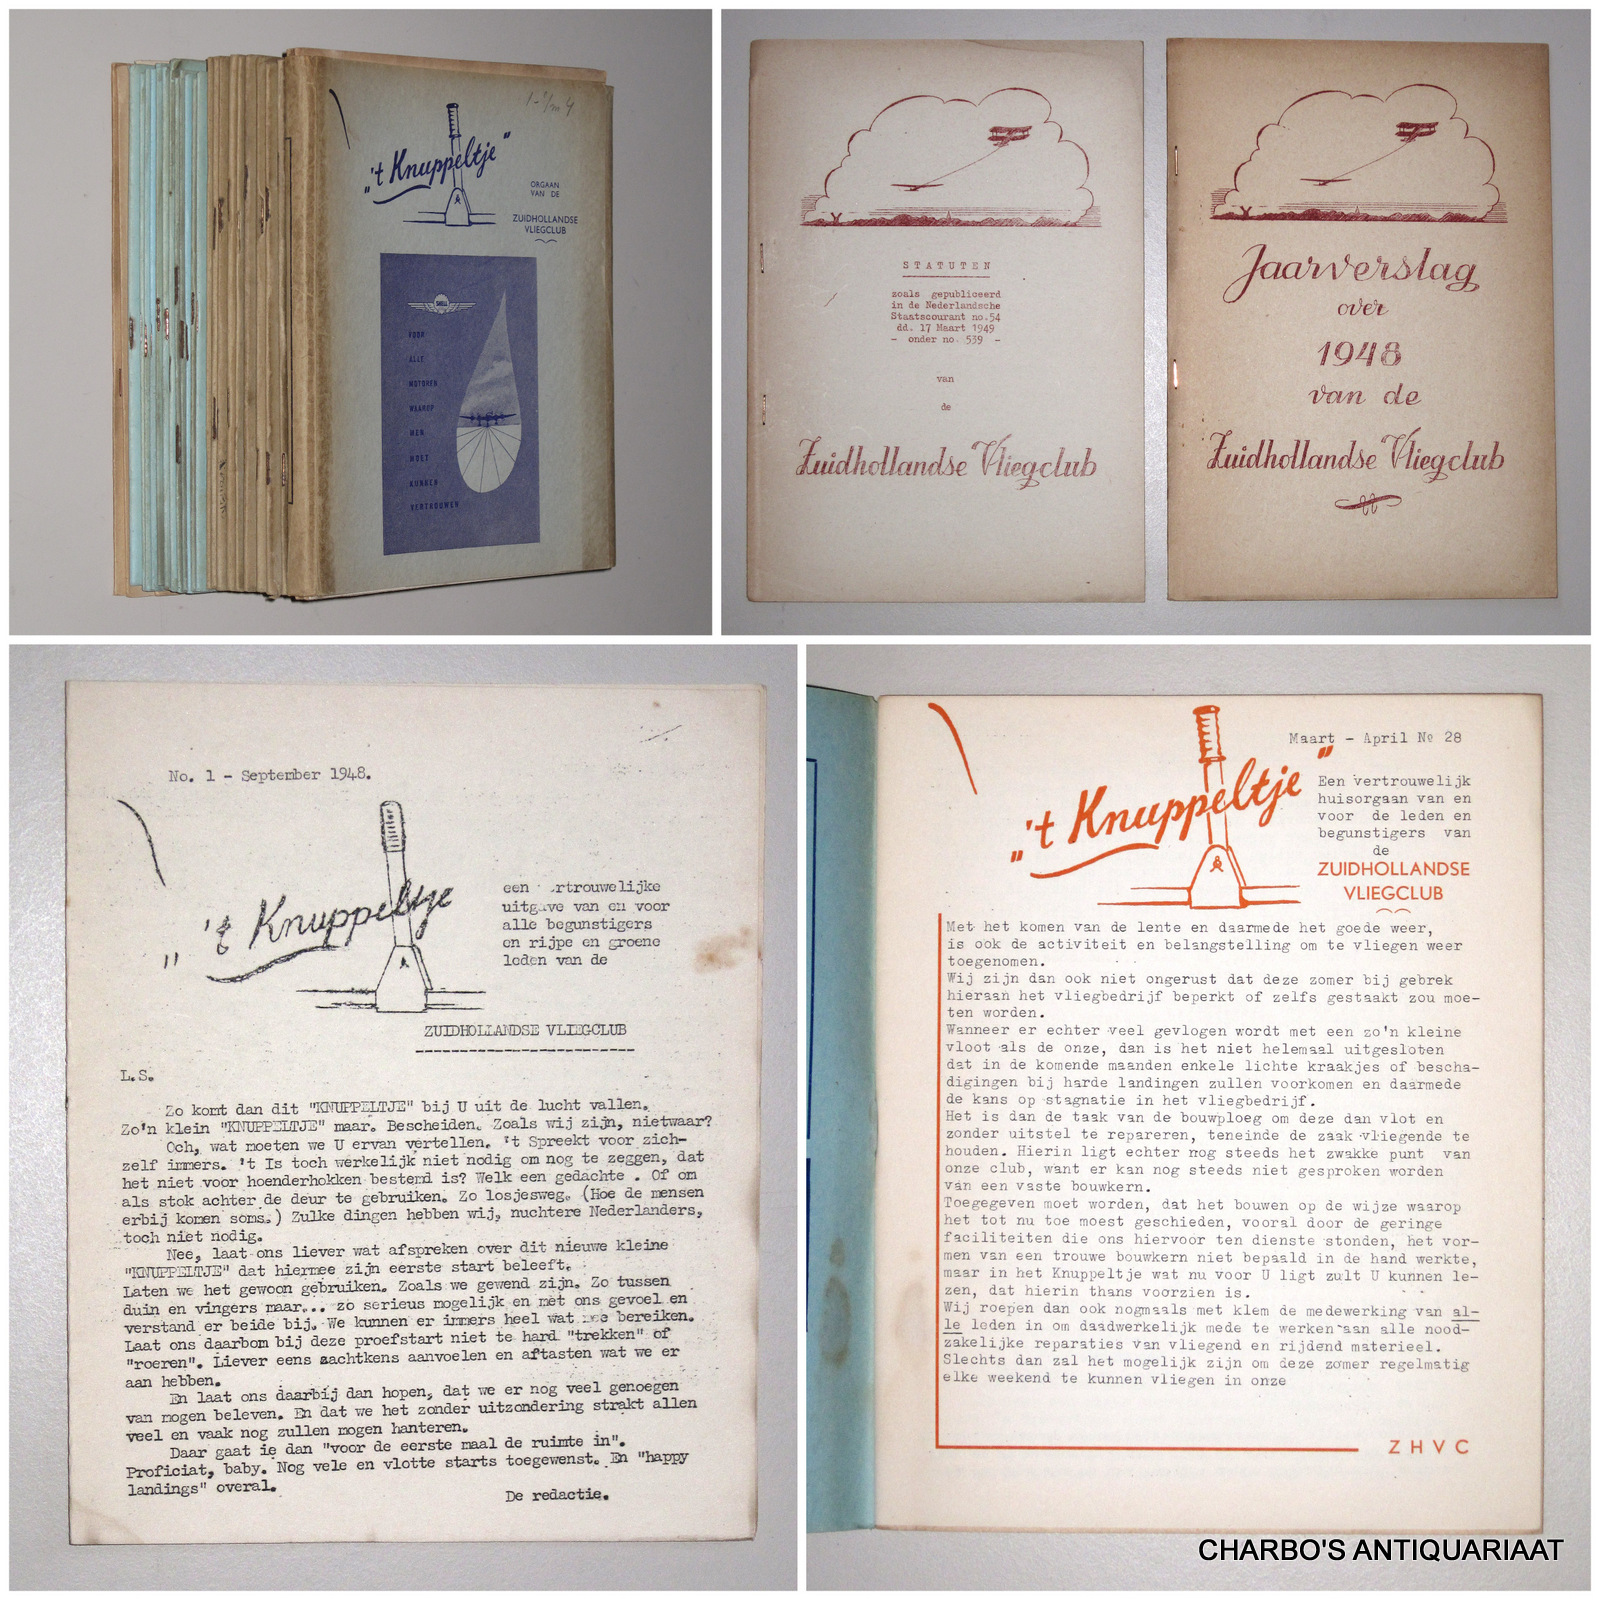 1 - t/m 4
„'t Knuppeltje"
ORGAAN
VAN DE
ZUIDHOLLANDSE
VLIEGCLUB
SHELL
VOOR
ALLE
MOTOREN
WAAROP
MEN
MOET
KUNNEN
VERTROUWEN
STATUTEN
zoals gepubliceerd
in de Nederlandsche
Staatscourant no.54
dd. 17 Maart 1949
- onder no. 539 -
van
de
Zuidhollandse Vliegclub
Jaarverslag
over
1948
van de
Zuidhollandse Vliegclub
No. 1 - September 1948.
„'t Knuppeltje
een rtrouwelijke
uitgave van en voor
alle begunstigers
en rijpe en groene
leden van de
ZUIDHOLLANDSE VLIEGCLUB
L.S.
Zo komt dan dit "KNUPPELTJE" bij U uit de lucht vallen.
Zo'n klein "KNUPPELTJE" maar. Bescheiden. Zoals wij zijn, nietwaar?
Och, wat moeten we U ervan vertellen. 't Spreekt voor zich-
zelf immers. 't Is toch werkelijk niet nodig om nog te zeggen, dat
het niet voor hoenderhokken bestemd is? Welk een gedachte . Of om
als stok achter de deur te gebruiken. Zo losjesweg. (Hoe de mensen
erbij komen soms.) Zulke dingen hebben wij, nuchtere Nederlanders,
toch niet nodig.
Nee, laat ons liever wat afspreken over dit nieuwe kleine
"KNUPPELTJE" dat hiermee zijn eerste start beleeft.
Laten we het gewoon gebruiken. Zoals we gewend zijn. Zo tussen
duin en vingers maar... zo serieus mogelijk en met ons gevoel en
verstand er beide bij. We kunnen er immers heel wat mee bereiken.
Laat ons daarbom bij deze proefstart niet te hard "trekken" of
"roeren". Liever eens zachtkens aanvoelen en aftasten wat we er
aan hebben.
En laat ons daarbij dan hopen, dat we er nog veel genoegen
van mogen beleven. En dat we het zonder uitzondering strakt allen
veel en vaak nog zullen mogen hanteren.
Daar gaat ie dan "voor de eerste maal de ruimte in".
Proficiat, baby. Nog vele en vlotte starts toegewenst. En "happy
landings" overal.
De redactie.
Maart - April № 28
„'t Knuppeltje"
Een vertrouwelijk
huisorgaan van en
voor de leden en
begunstigers van
de
ZUIDHOLLANDSE
VLIEGCLUB
Met het komen van de lente en daarmede het goede weer,
is ook de activiteit en belangstelling om te vliegen weer
toegenomen.
Wij zijn dan ook niet ongerust dat deze zomer bij gebrek
hieraan het vliegbedrijf beperkt of zelfs gestaakt zou moe-
ten worden.
Wanneer er echter veel gevlogen wordt met een zo'n kleine
vloot als de onze, dan is het niet helemaal uitgesloten
dat in de komende maanden enkele lichte kraakjes of bescha-
digingen bij harde landingen zullen voorkomen en daarmede
de kans op stagnatie in het vliegbedrijf.
Het is dan de taak van de bouwploeg om deze dan vlot en
zonder uitstel te repareren, teneinde de zaak vliegende te
houden. Hierin ligt echter nog steeds het zwakke punt van
onze club, want er kan nog steeds niet gesproken worden
van een vaste bouwkern.
Toegegeven moet worden, dat het bouwen op de wijze waarop
het tot nu toe moest geschieden, vooral door de geringe
faciliteiten die ons hiervoor ten dienste stonden, het vor-
men van een trouwe bouwkern niet bepaald in de hand werkte,
maar in het Knuppeltje wat nu voor U ligt zult U kunnen le-
zen, dat hierin thans voorzien is.
Wij roepen dan ook nogmaals met klem de medewerking van al-
le leden in om daadwerkelijk mede te werken aan alle nood-
zakelijke reparaties van vliegend en rijdend materieel.
Slechts dan zal het mogelijk zijn om deze zomer regelmatig
elke weekend te kunnen vliegen in onze
ZHVC
CHARBO'S ANTIQUARIAAT